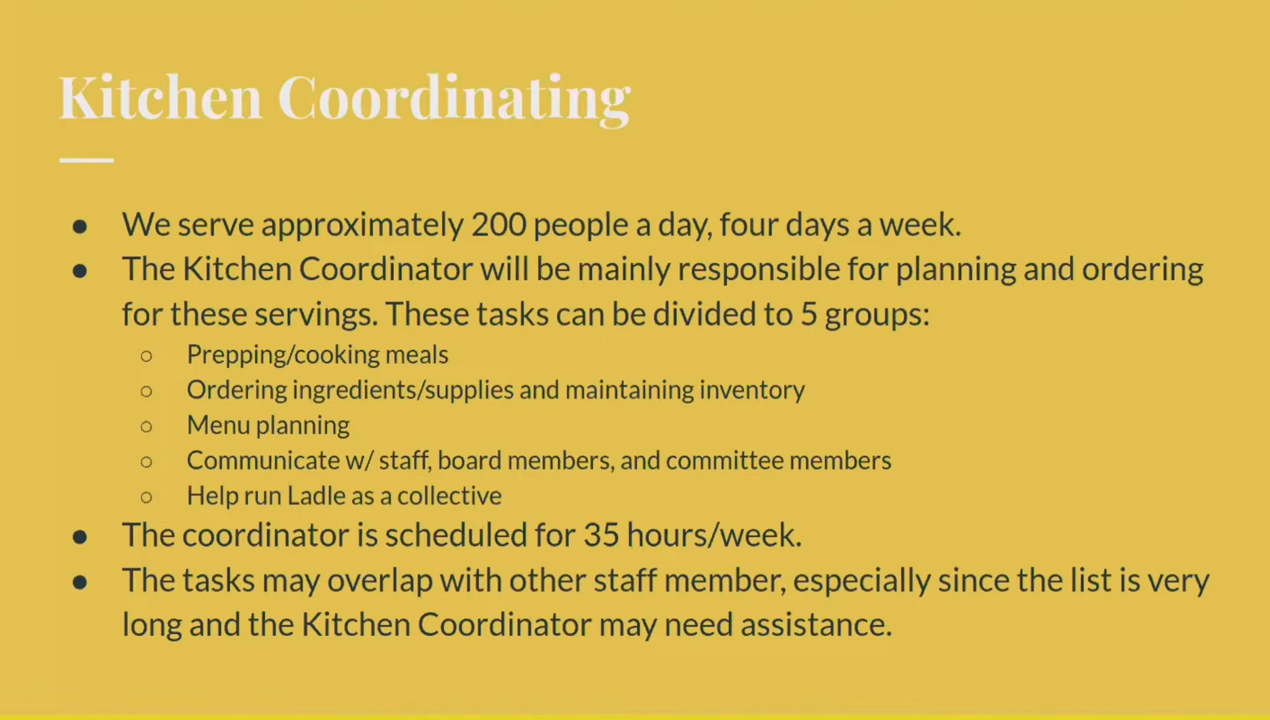 Kitchen Coordinating
● We serve approximately 200 people a day, four days a week.
● The Kitchen Coordinator will be mainly responsible for planning and ordering
for these servings. These tasks can be divided to 5 groups:
○ Prepping/cooking meals
○ Ordering ingredients/supplies and maintaining inventory
○ Menu planning
○ Communicate w/ staff, board members, and committee members
○ Help run Ladle as a collective
● The coordinator is scheduled for 35 hours/week.
● The tasks may overlap with other staff member, especially since the list is very
long and the Kitchen Coordinator may need assistance.